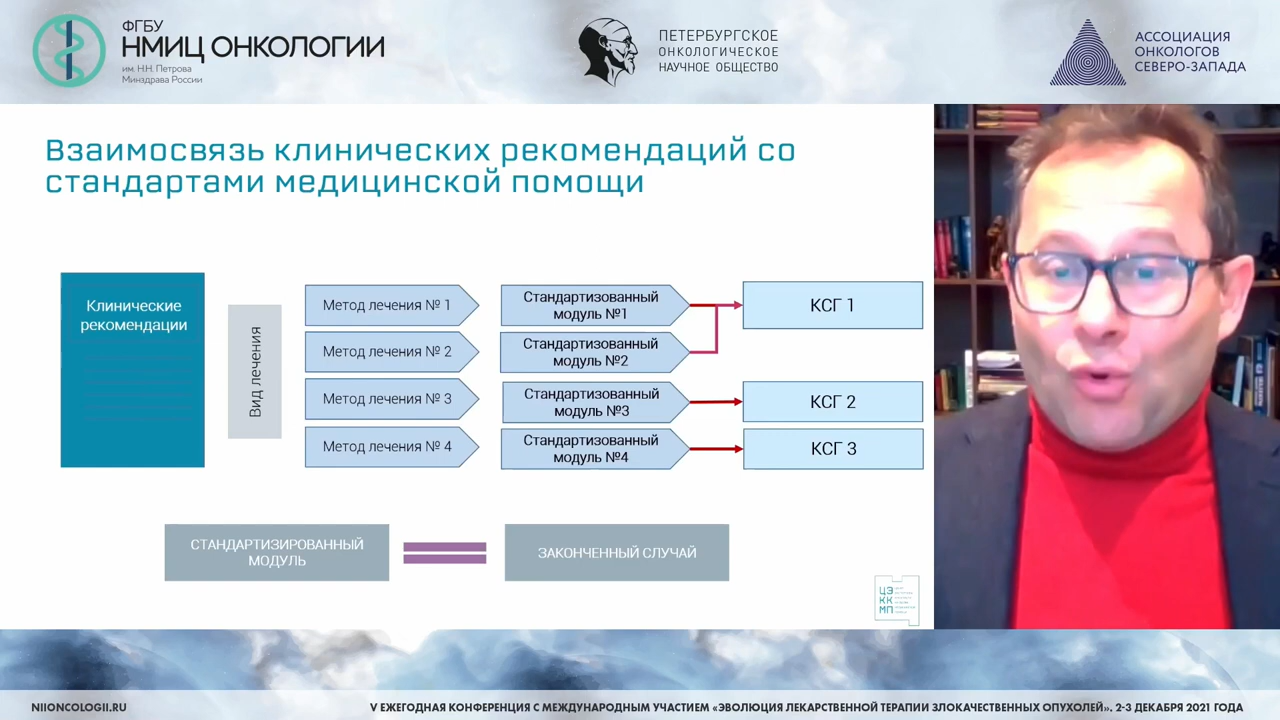 ФГБУ
НМИЦ ОНКОЛОГИИ
им. Н.Н. Петрова
Минздрава России
ПЕТЕРБУРГСКОЕ
ОНКОЛОГИЧЕСКОЕ
НАУЧНОЕ ОБЩЕСТВО
АССОЦИАЦИЯ
ОНКОЛОГОВ
СЕВЕРО-ЗАПАДА
Взаимосвязь клинических рекомендаций со
стандартами медицинской помощи
Клинические
рекомендации
Вид лечения
Метод лечения № 1
Метод лечения № 2
Метод лечения № 3
Метод лечения № 4
Стандартизованный
модуль №1
Стандартизованный
модуль №2
Стандартизованный
модуль №3
Стандартизованный
модуль №4
КСГ 1
КСГ 2
КСГ 3
СТАНДАРТИЗИРОВАННЫЙ
МОДУЛЬ
ЗАКОНЧЕННЫЙ СЛУЧАЙ
ЦЭ
КК
МП
NIIONCOLOGII.RU
V ЕЖЕГОДНАЯ КОНФЕРЕНЦИЯ С МЕЖДУНАРОДНЫМ УЧАСТИЕМ «ЭВОЛЮЦИЯ ЛЕКАРСТВЕННОЙ ТЕРАПИИ ЗЛОКАЧЕСТВЕННЫХ ОПУХОЛЕЙ». 2-3 ДЕКАБРЯ 2021 ГОДА